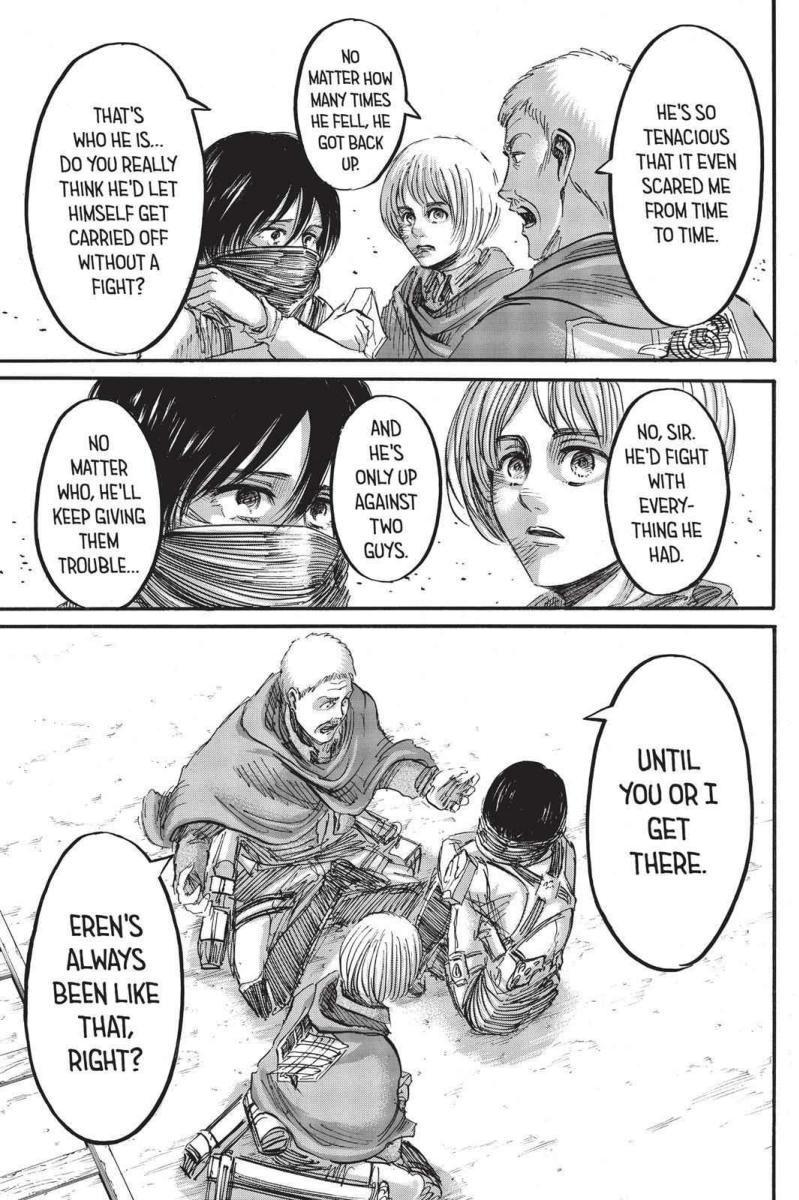 HE'S SO
TENACIOUS
THAT IT EVEN
SCARED ME
FROM TIME
TO TIME.
NO
MATTER HOW
MANY TIMES
HE FELL, HE
GOT BACK
UP.
THAT'S
WHO HE IS...
DO YOU REALLY
THINK HE'D LET
HIMSELF GET
CARRIED OFF
WITHOUT A
FIGHT?
NO, SIR.
HE'D FIGHT
WITH
EVERY-
THING HE
HAD.
AND
HE'S
ONLY UP
AGAINST
TWO
GUYS.
NO
MATTER
WHO, HE'LL
KEEP GIVING
THEM
TROUBLE...
UNTIL
YOU OR I
GET
THERE.
EREN'S
ALWAYS
BEEN LIKE
THAT,
RIGHT?